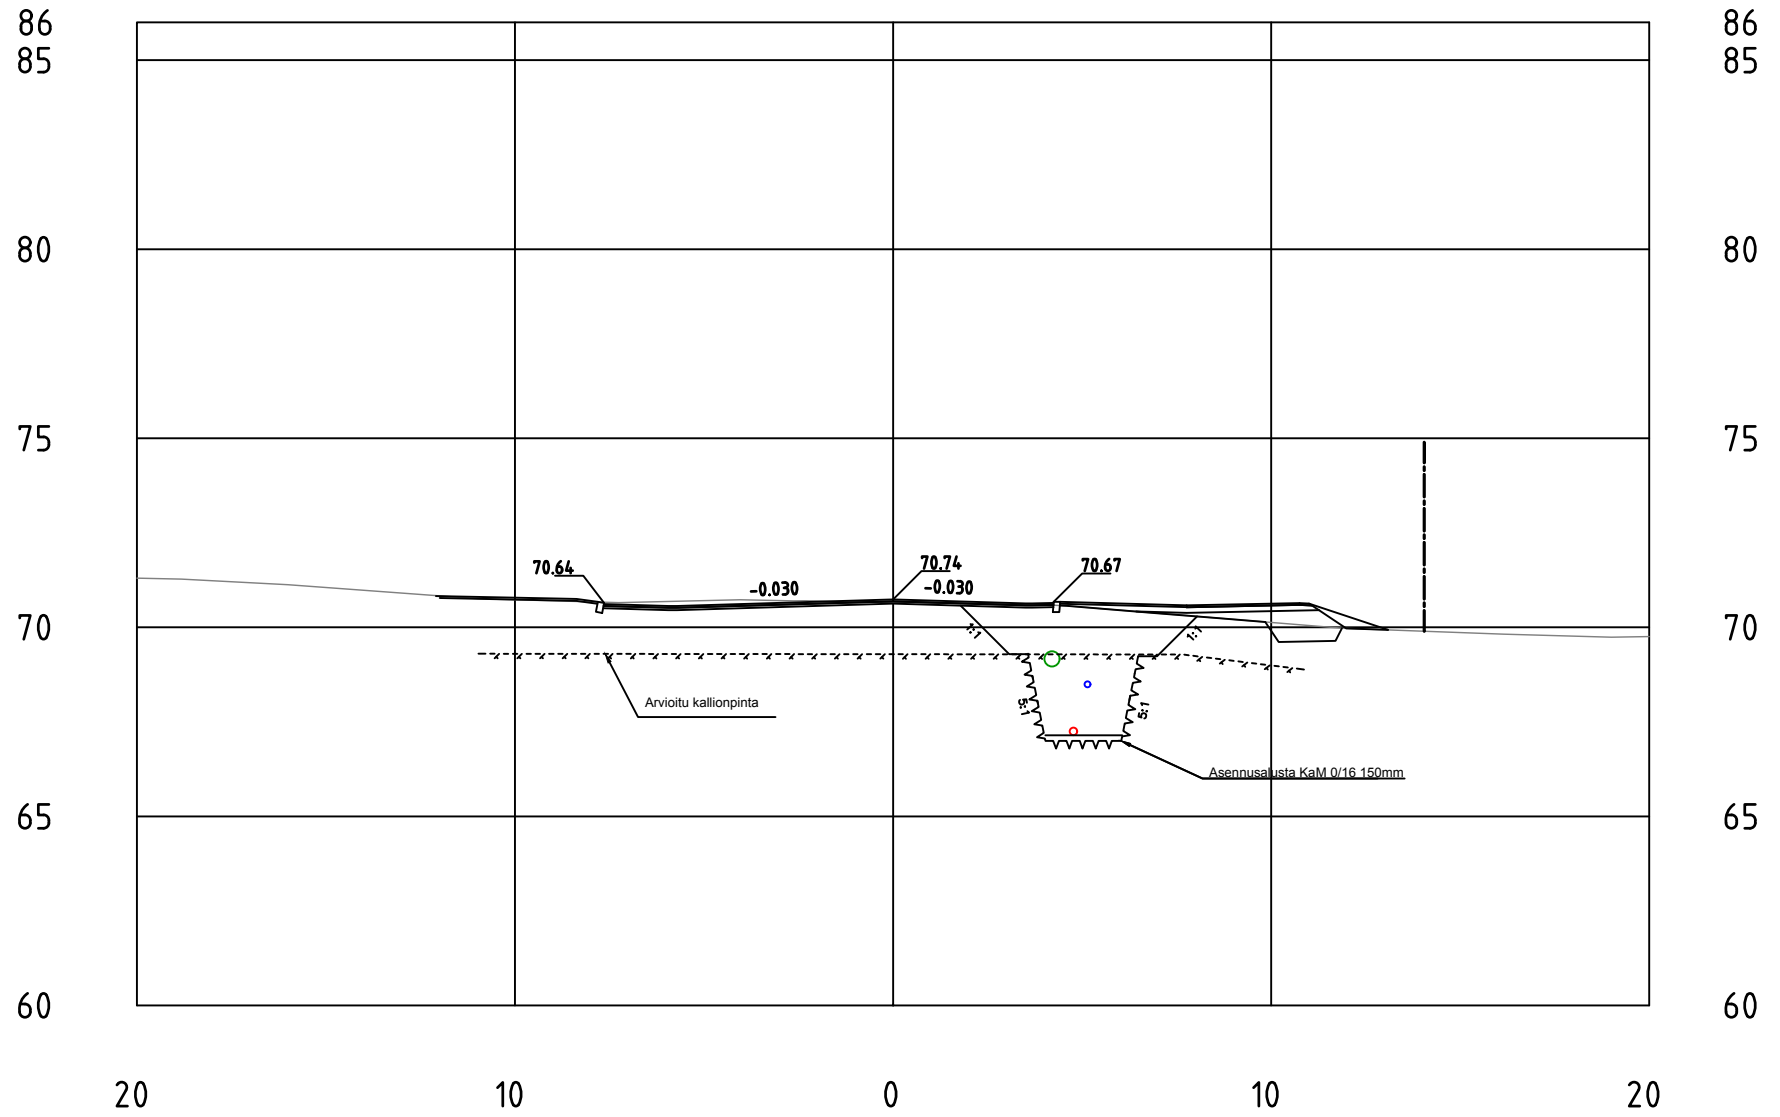 86 86
85 85
80 80
75 75
70.64 70.74 70.67
-0.030 -0.030
70 70
1:1 1:1
Arvioitu kallionpinta
5:1 5:1
Asennusalusta KaM 0/16 150mm
65 65
60 60
20 10 0 10 20